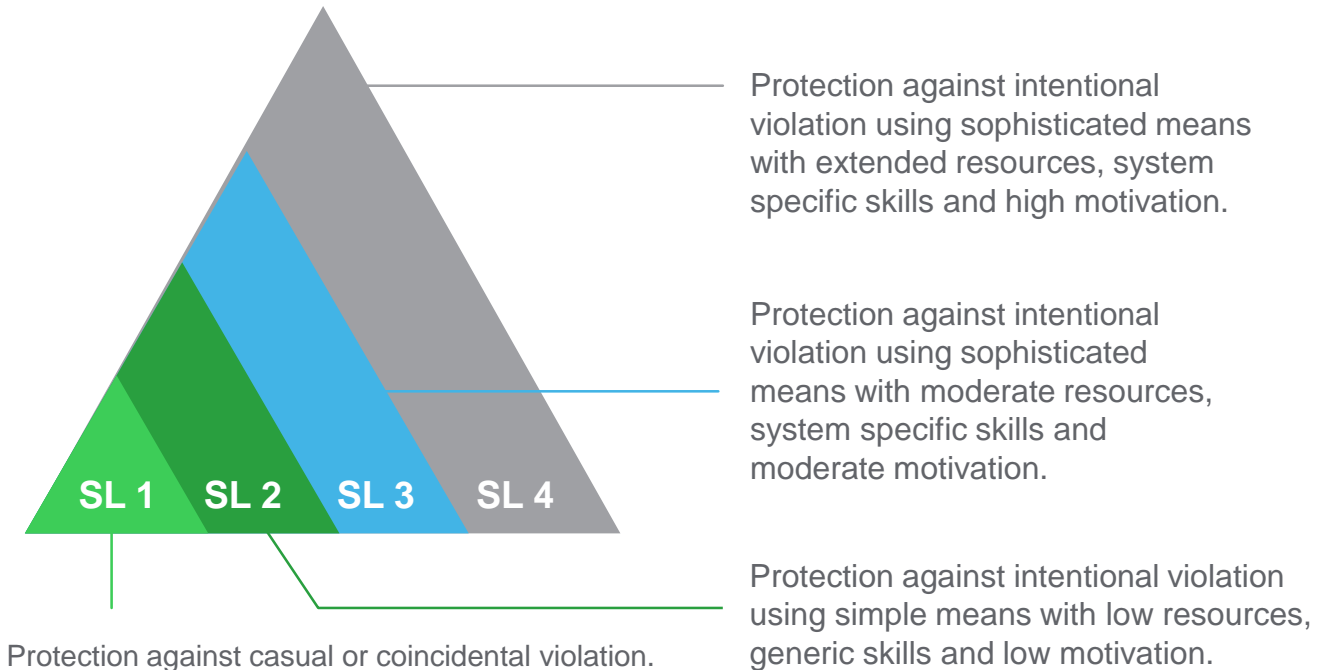 Protection against intentional
violation using sophisticated means
with extended resources, system
specific skills and high motivation.
Protection against intentional
violation using sophisticated
means with moderate resources,
system specific skills and
moderate motivation.
SL 1 SL 2 SL 3 SL 4
Protection against intentional violation
using simple means with low resources,
generic skills and low motivation.
Protection against casual or coincidental violation.